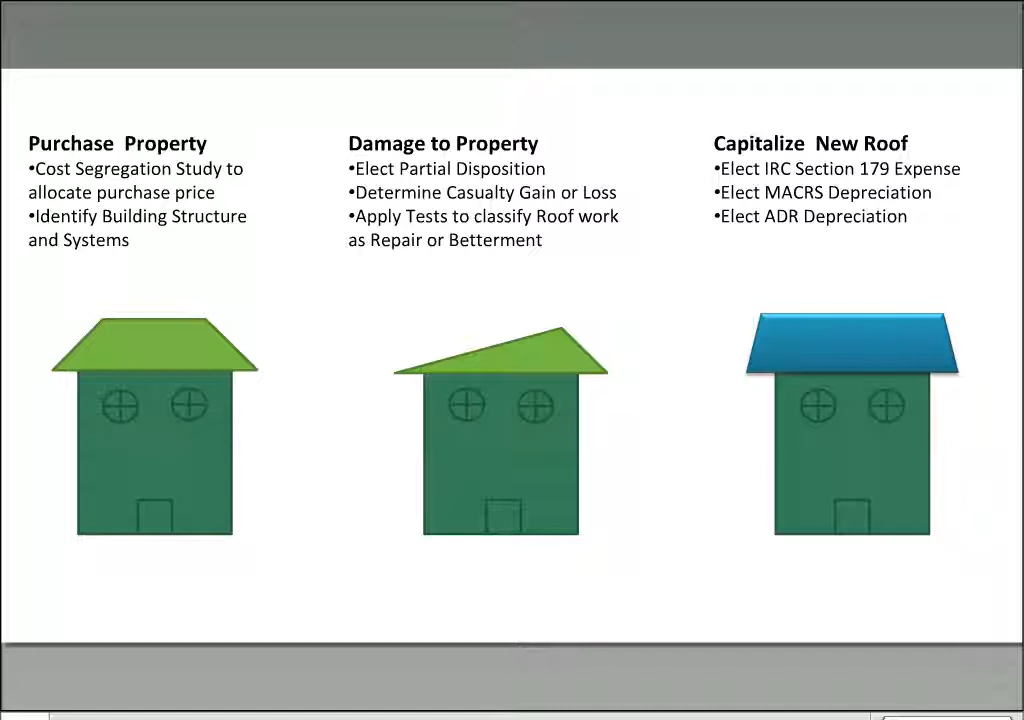 Purchase  Property
•Cost Segregation Study to
allocate purchase price
•Identify Building Structure
and Systems
Damage to Property
•Elect Partial Disposition
•Determine Casualty Gain or Loss
•Apply Tests to classify Roof work
as Repair or Betterment
Capitalize  New Roof
•Elect IRC Section 179 Expense
•Elect MACRS Depreciation
•Elect ADR Depreciation